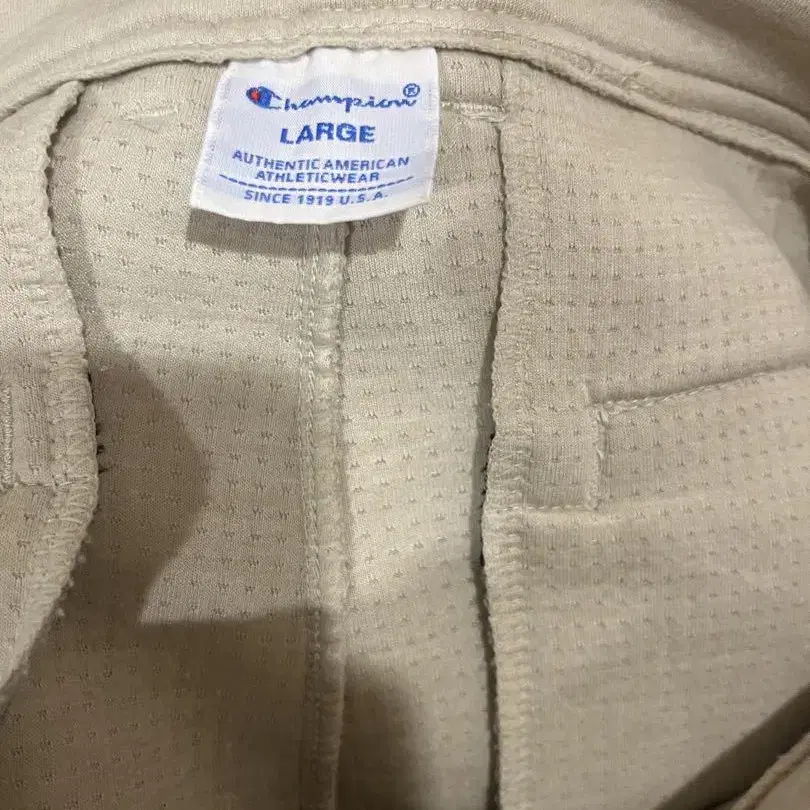 Champion®
LARGE
AUTHENTIC AMERICAN
ATHLETICWEAR
SINCE 1919 U.S.A.